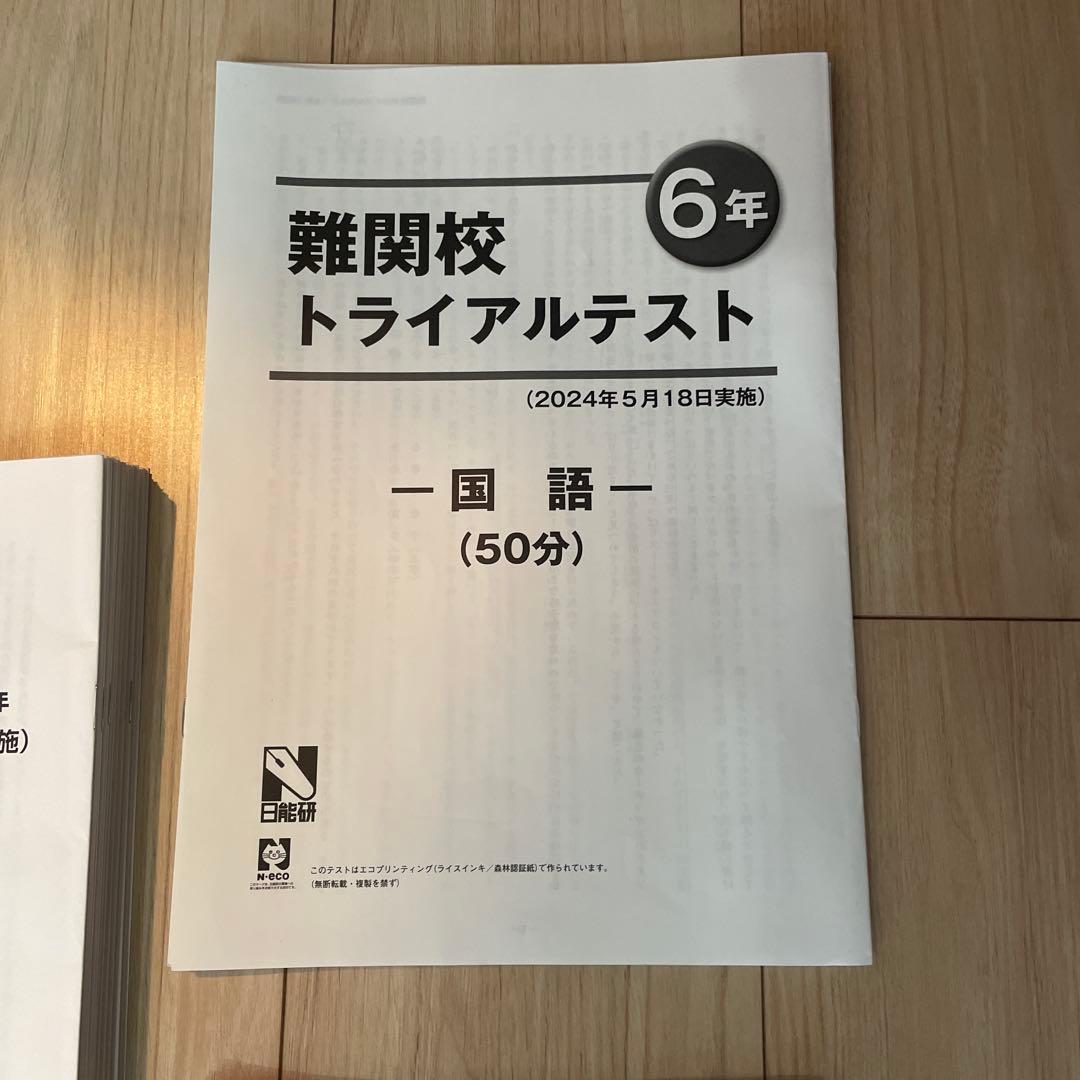 6年
難関校
トライアルテスト
（2024年5月18日実施）
― 国 語 ―
（50分）
日能研
N・eco
このテストはエコプリンティング（ライスインキ／森林認証紙）で作られています。
（無断転載・複製を禁ず）
年
施）